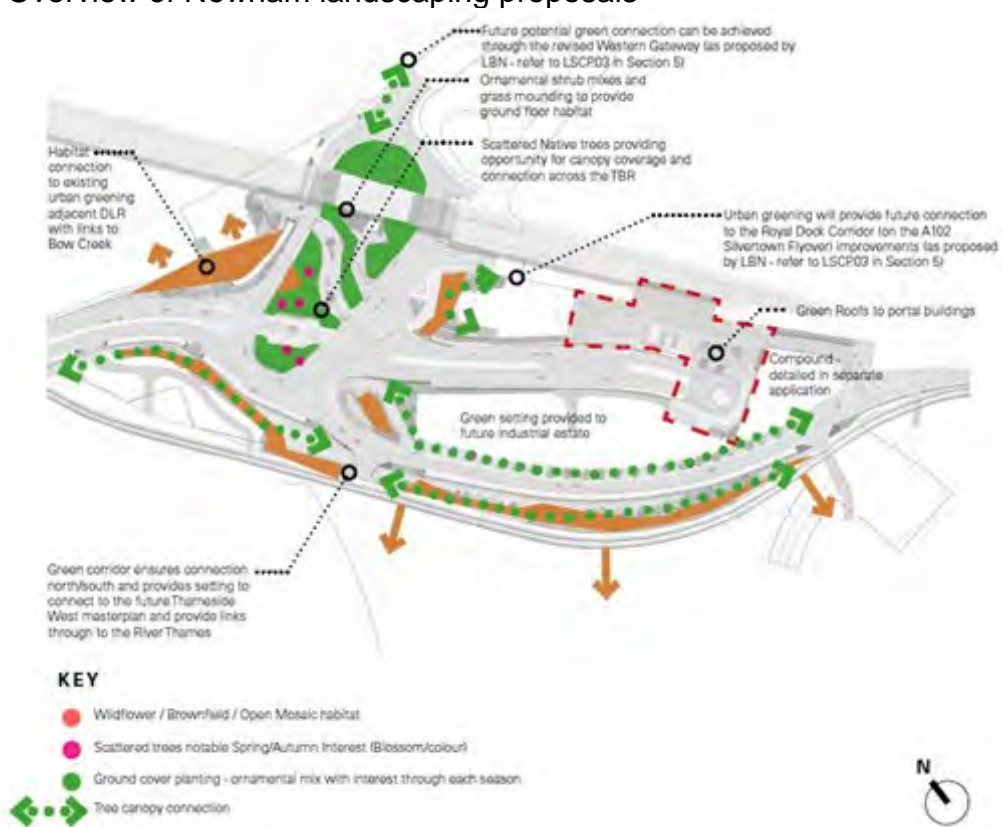 Overview of Newham landscaping proposals
Future potential green connection can be achieved
through the revised Western Gateway (as proposed by
LBN - refer to LSCP.03 in Section 5)
Ornamental shrub mixes and
grass mounding to provide
ground floor habitat
Scattered Native trees providing
opportunity for canopy coverage and
connection across the TBR
Habitat
connection
to existing
urban greening
adjacent DLR
with links to
Bow Creek
Urban greening will provide future connection
to the Royal Dock Corridor (on the A102
Silvertown Flyover) improvements (as proposed
by LBN - refer to LSCP.03 in Section 5)
Green Roofs to portal buildings
Compound -
detailed in separate
application
Green setting provided to
future industrial estate
Green corridor ensures connection
north/south and provides setting to
connect to the future Thameside
West masterplan and provide links
through to the River Thames
KEY
Wildflower / Brownfield / Open Mosaic habitat
Scattered trees notable Spring/Autumn Interest (Blossom/colour)
Ground cover planting - ornamental mix with interest through each season
Tree canopy connection
N